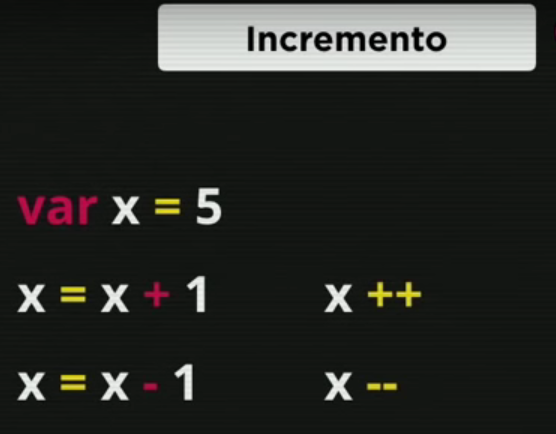 Incremento
var x = 5
x = x + 1 x ++
x = x - 1 x --